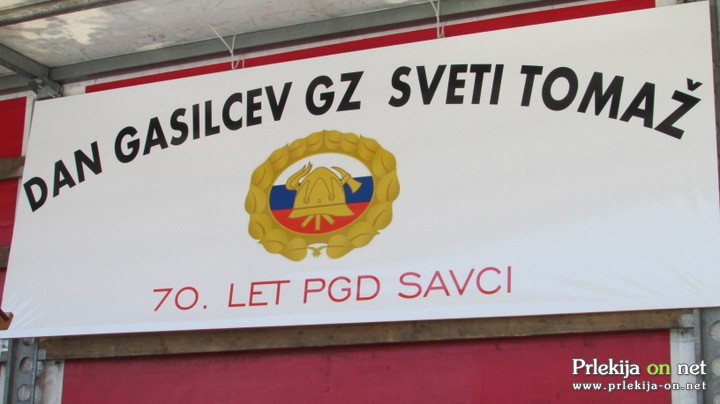 DAN GASILCEV GZ SVETI TOMAŽ
70. LET PGD SAVCI
Prlekija on net
www.prlekija-on.net